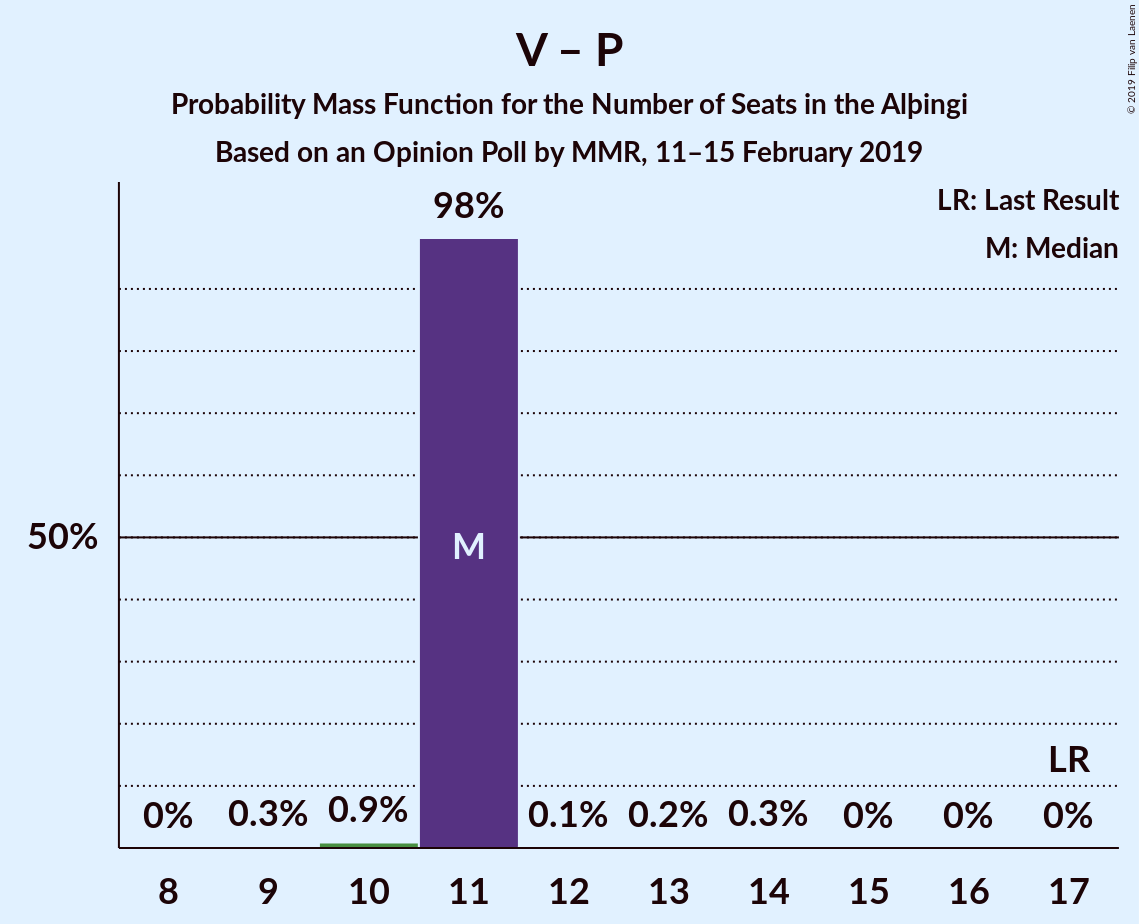 V – P
Probability Mass Function for the Number of Seats in the Alþingi
Based on an Opinion Poll by MMR, 11–15 February 2019
© 2019 Filip van Laenen
LR: Last Result
M: Median
98%
50%
M
LR
0% 0.3% 0.9% 0.1% 0.2% 0.3% 0% 0% 0%
8 9 10 11 12 13 14 15 16 17